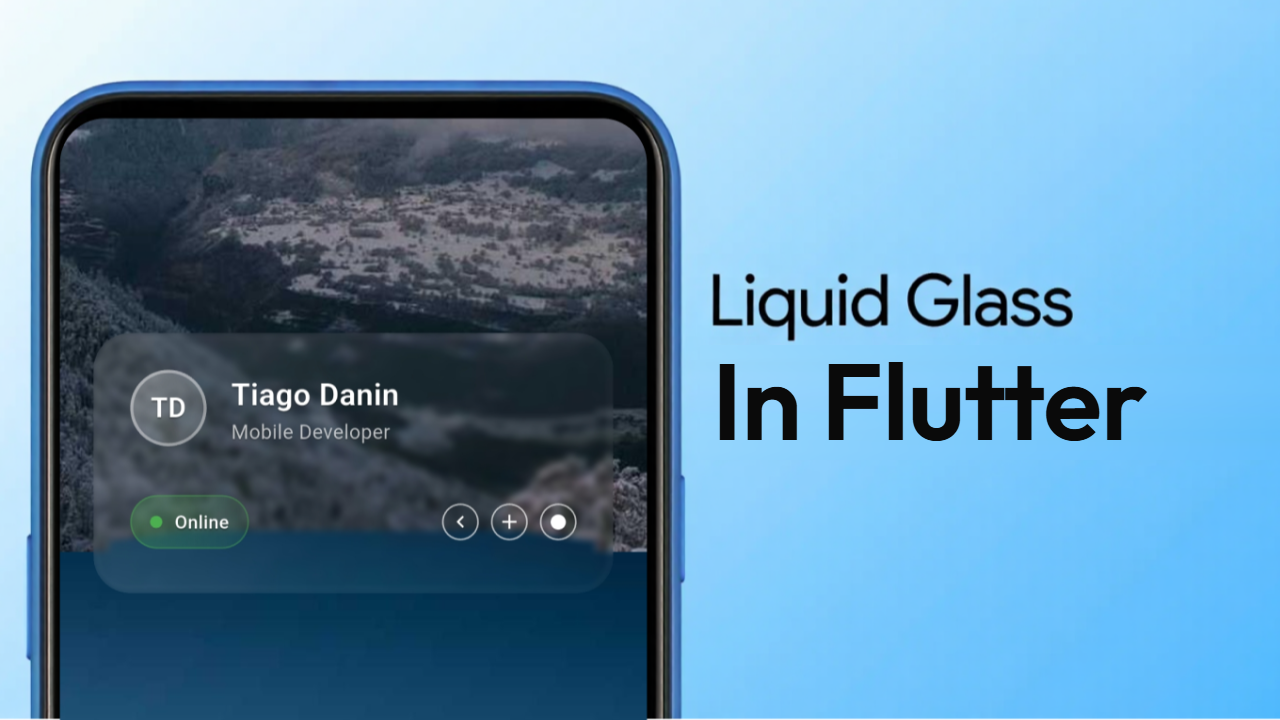 TD
Tiago Danin
Mobile Developer
Online
Liquid Glass
In Flutter